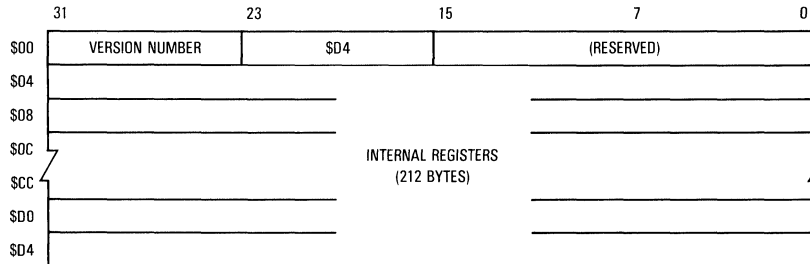 31 23 15 7 0
$00 VERSION NUMBER $D4 (RESERVED)
$04
$08
$0C
INTERNAL REGISTERS
(212 BYTES)
$CC
$D0
$D4